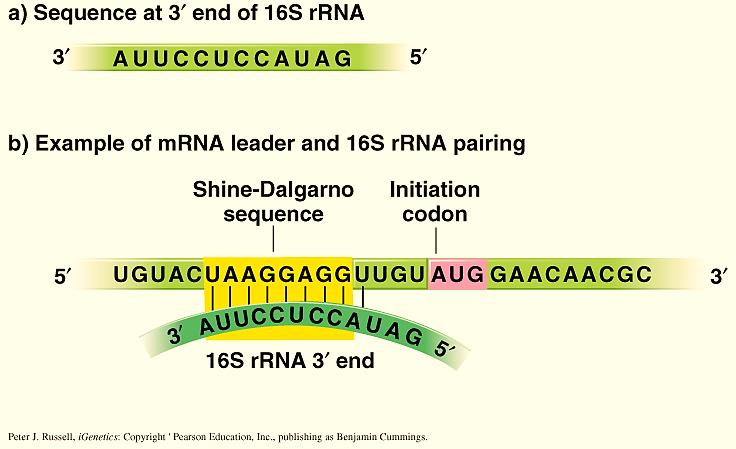 a) Sequence at 3′ end of 16S rRNA
3′ AUUCCUCCAUAG 5′
b) Example of mRNA leader and 16S rRNA pairing
Shine-Dalgarno
sequence
Initiation
codon
5′ UGUACUAAGGAGGUUGUAUGGAACAACGC 3′
3′ AUUCCUCCAUAG 5′
16S rRNA 3′ end
Peter J. Russell, iGenetics: Copyright ' Pearson Education, Inc., publishing as Benjamin Cummings.